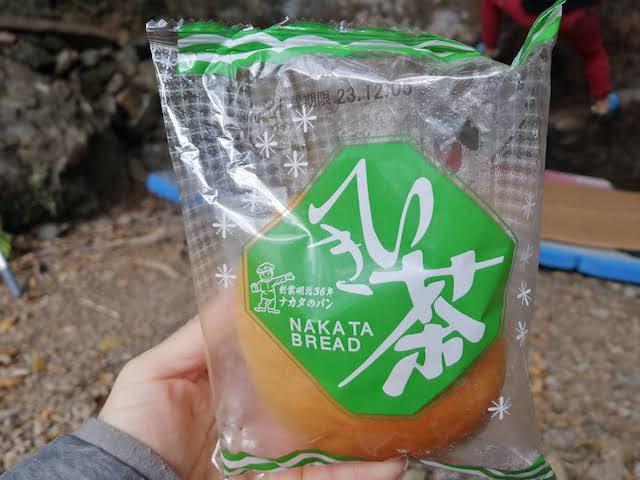 期限 23.12.05
ひき茶
創業明治36年
ナカタのパン
NAKATA
BREAD